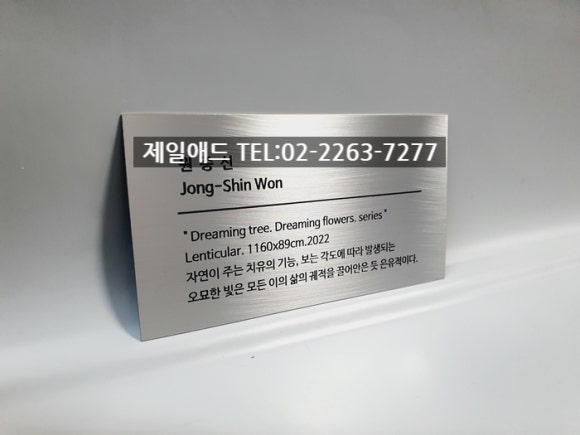 제일애드 TEL:02-2263-7277
Jong-Shin Won
" Dreaming tree. Dreaming flowers. series "
Lenticular. 1160x89cm.2022
자연이 주는 치유의 기능, 보는 각도에 따라 발생되는
오묘한 빛은 모든 이의 삶의 궤적을 끌어안은 듯 은유적이다.